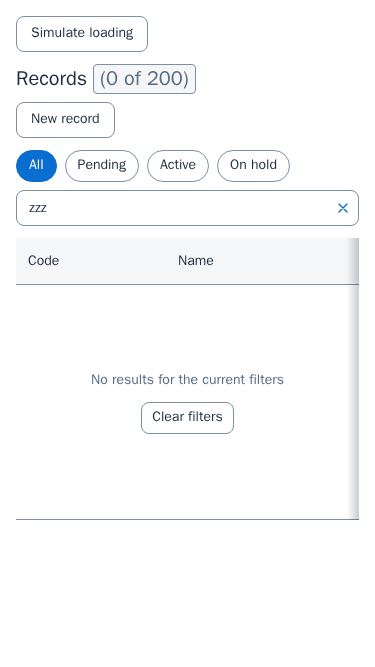 Simulate loading
Records (0 of 200)
New record
All Pending Active On hold
zzz
Code Name
No results for the current filters
Clear filters